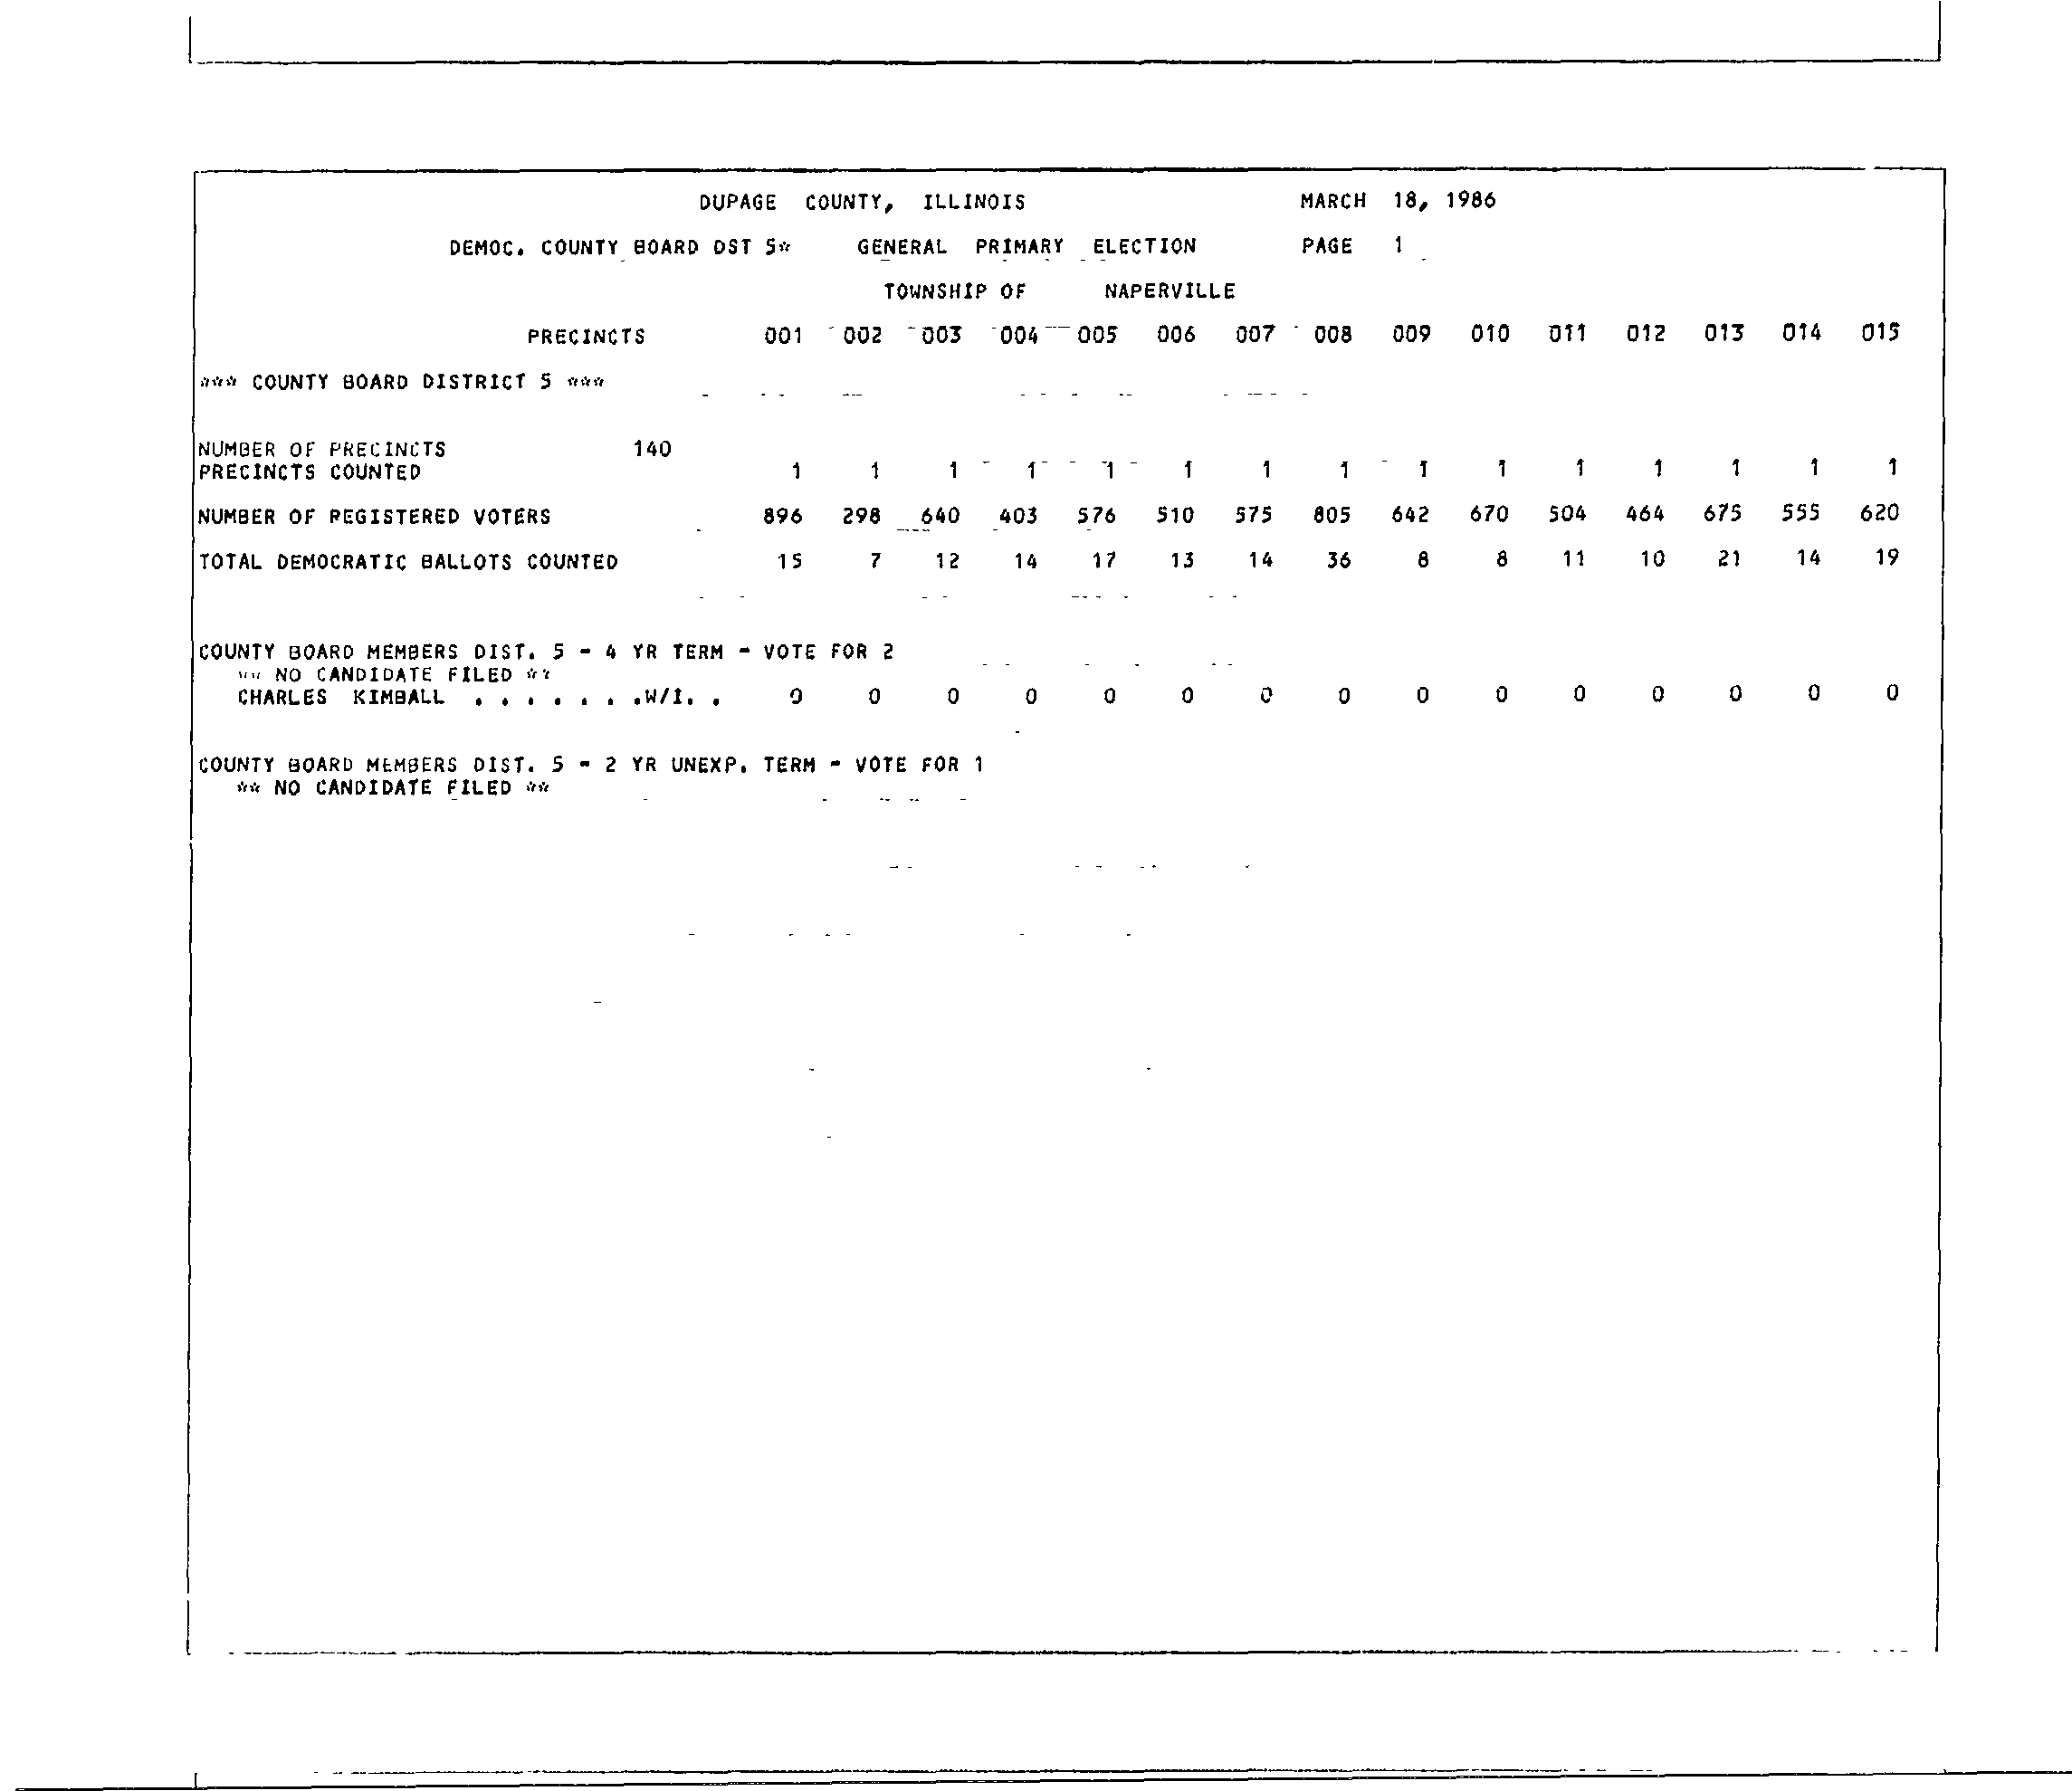 DUPAGE COUNTY, ILLINOIS MARCH 18, 1986
DEMOC. COUNTY BOARD DST 5* GENERAL PRIMARY ELECTION PAGE 1
TOWNSHIP OF NAPERVILLE
PRECINCTS 001 002 003 004 005 006 007 008 009 010 011 012 013 014 015
*** COUNTY BOARD DISTRICT 5 ***
NUMBER OF PRECINCTS 140
PRECINCTS COUNTED 1 1 1 1 1 1 1 1 1 1 1 1 1 1 1
NUMBER OF REGISTERED VOTERS 896 298 640 403 576 510 575 805 642 670 504 464 675 555 620
TOTAL DEMOCRATIC BALLOTS COUNTED 15 7 12 14 17 13 14 36 8 8 11 10 21 14 19
COUNTY BOARD MEMBERS DIST. 5 - 4 YR TERM - VOTE FOR 2
** NO CANDIDATE FILED **
CHARLES KIMBALL . . . . . . .W/I. . 0 0 0 0 0 0 0 0 0 0 0 0 0 0 0
COUNTY BOARD MEMBERS DIST. 5 - 2 YR UNEXP. TERM - VOTE FOR 1
** NO CANDIDATE FILED **